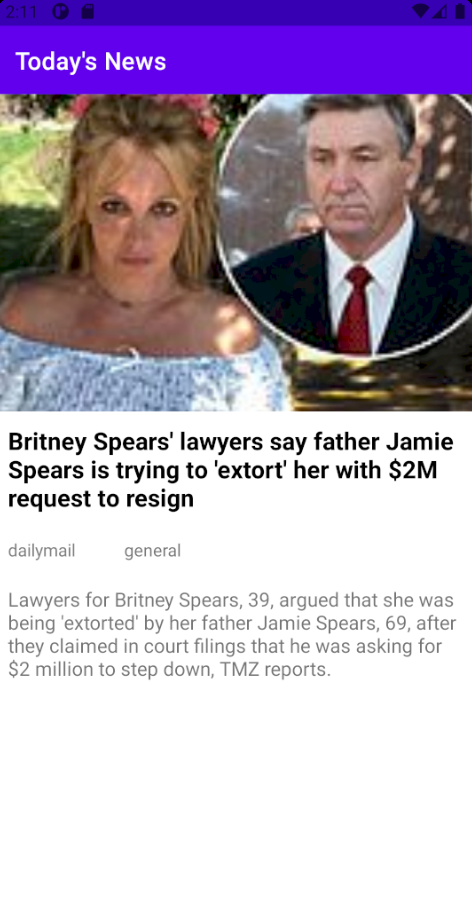 2:11
Today's News
Britney Spears' lawyers say father Jamie
Spears is trying to 'extort' her with $2M
request to resign
dailymail general
Lawyers for Britney Spears, 39, argued that she was
being 'extorted' by her father Jamie Spears, 69, after
they claimed in court filings that he was asking for
$2 million to step down, TMZ reports.